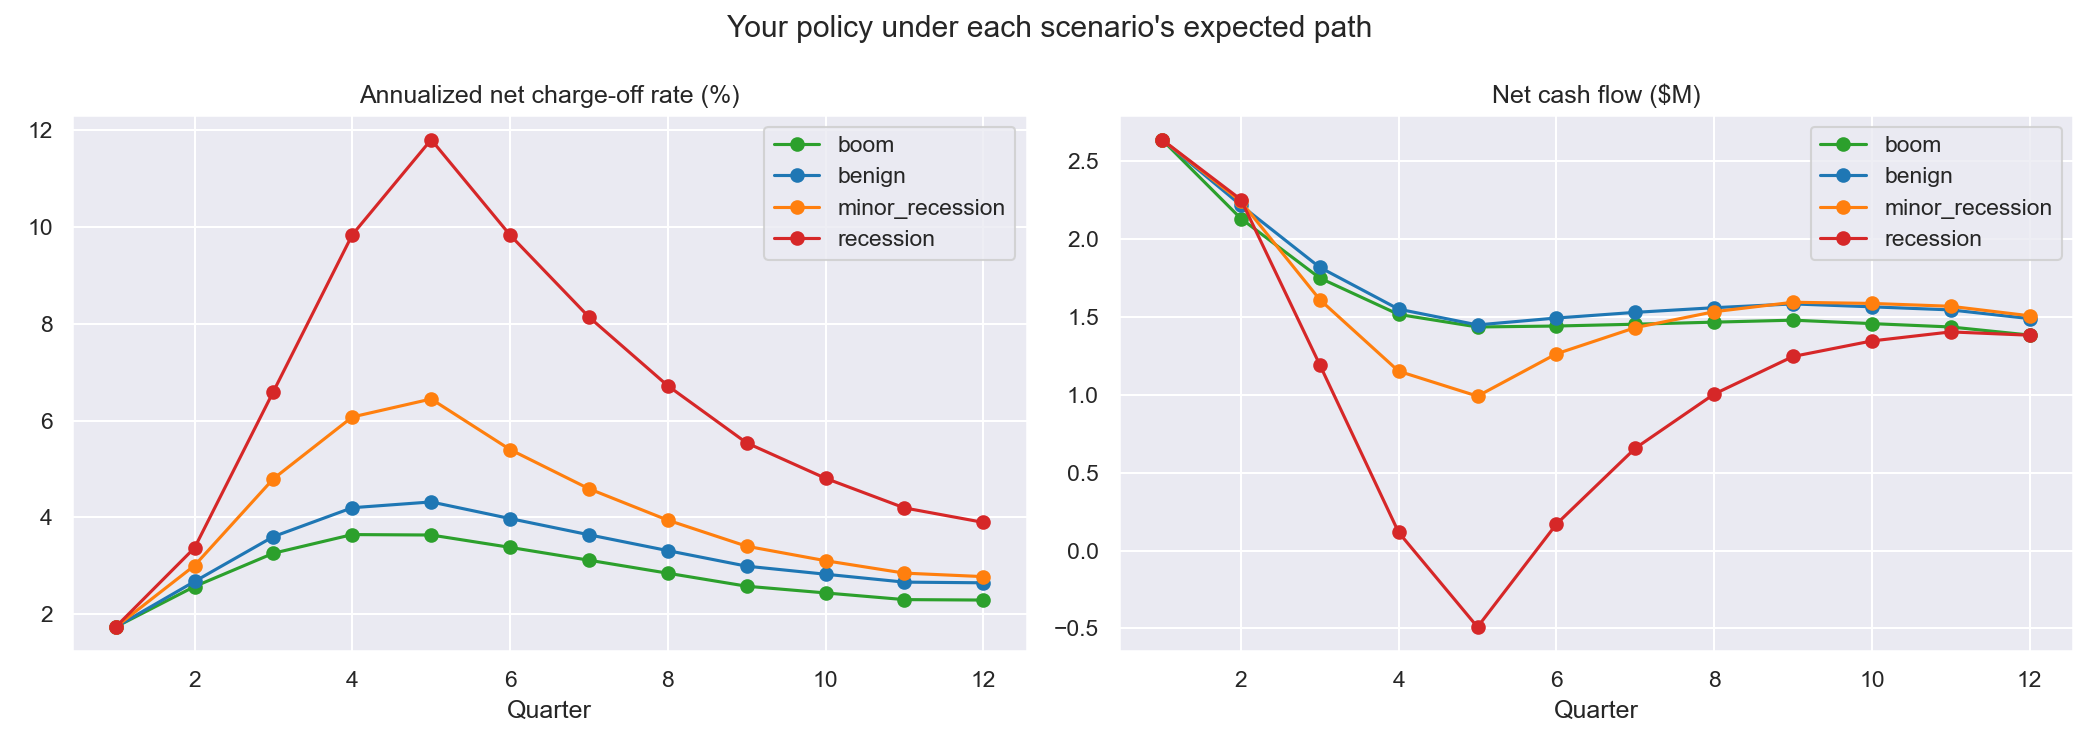 Your policy under each scenario's expected path
Annualized net charge-off rate (%)
12
10
8
6
4
2
boom
benign
minor_recession
recession
2 4 6 8 10 12
Quarter
Net cash flow ($M)
2.5
2.0
1.5
1.0
0.5
0.0
−0.5
boom
benign
minor_recession
recession
2 4 6 8 10 12
Quarter